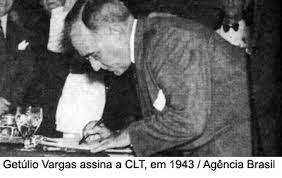 Getúlio Vargas assina a CLT, em 1943 / Agência Brasil